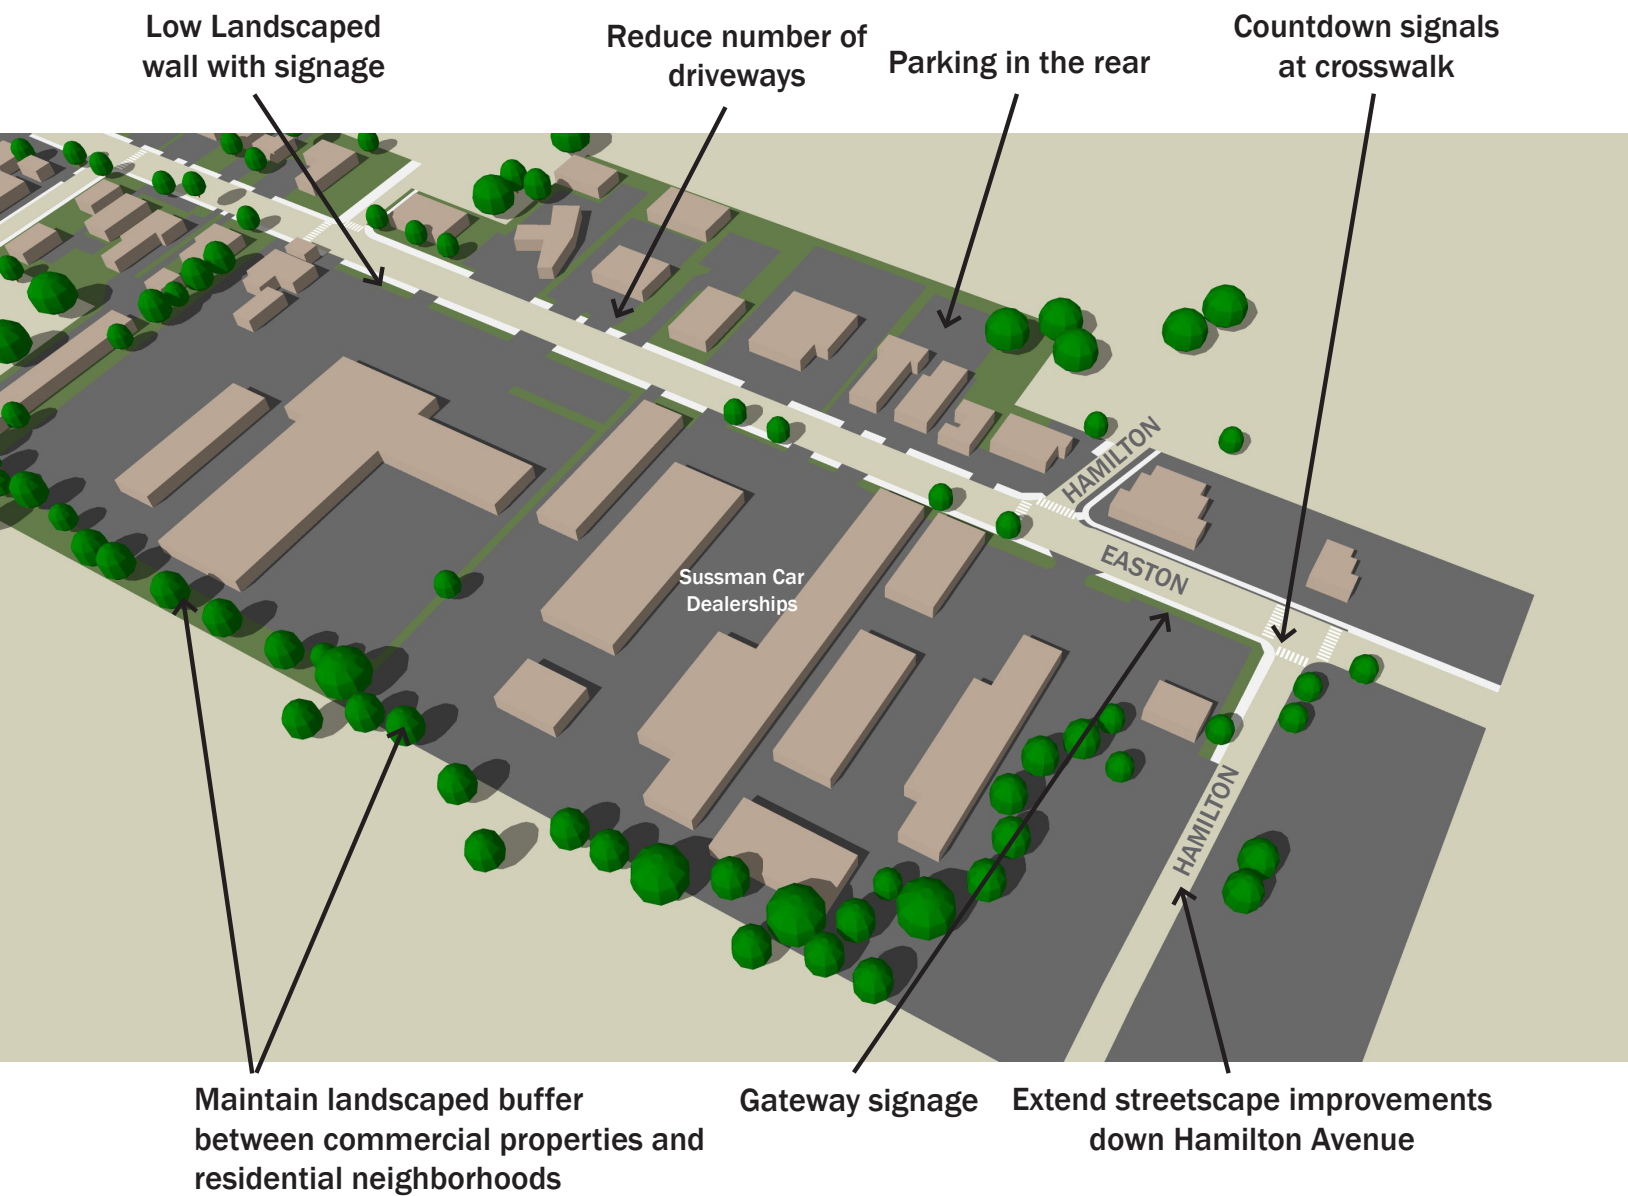 Low Landscaped
wall with signage
Reduce number of
driveways
Parking in the rear
Countdown signals
at crosswalk
HAMILTON
EASTON
Sussman Car
Dealerships
HAMILTON
Maintain landscaped buffer
between commercial properties and
residential neighborhoods
Gateway signage
Extend streetscape improvements
down Hamilton Avenue